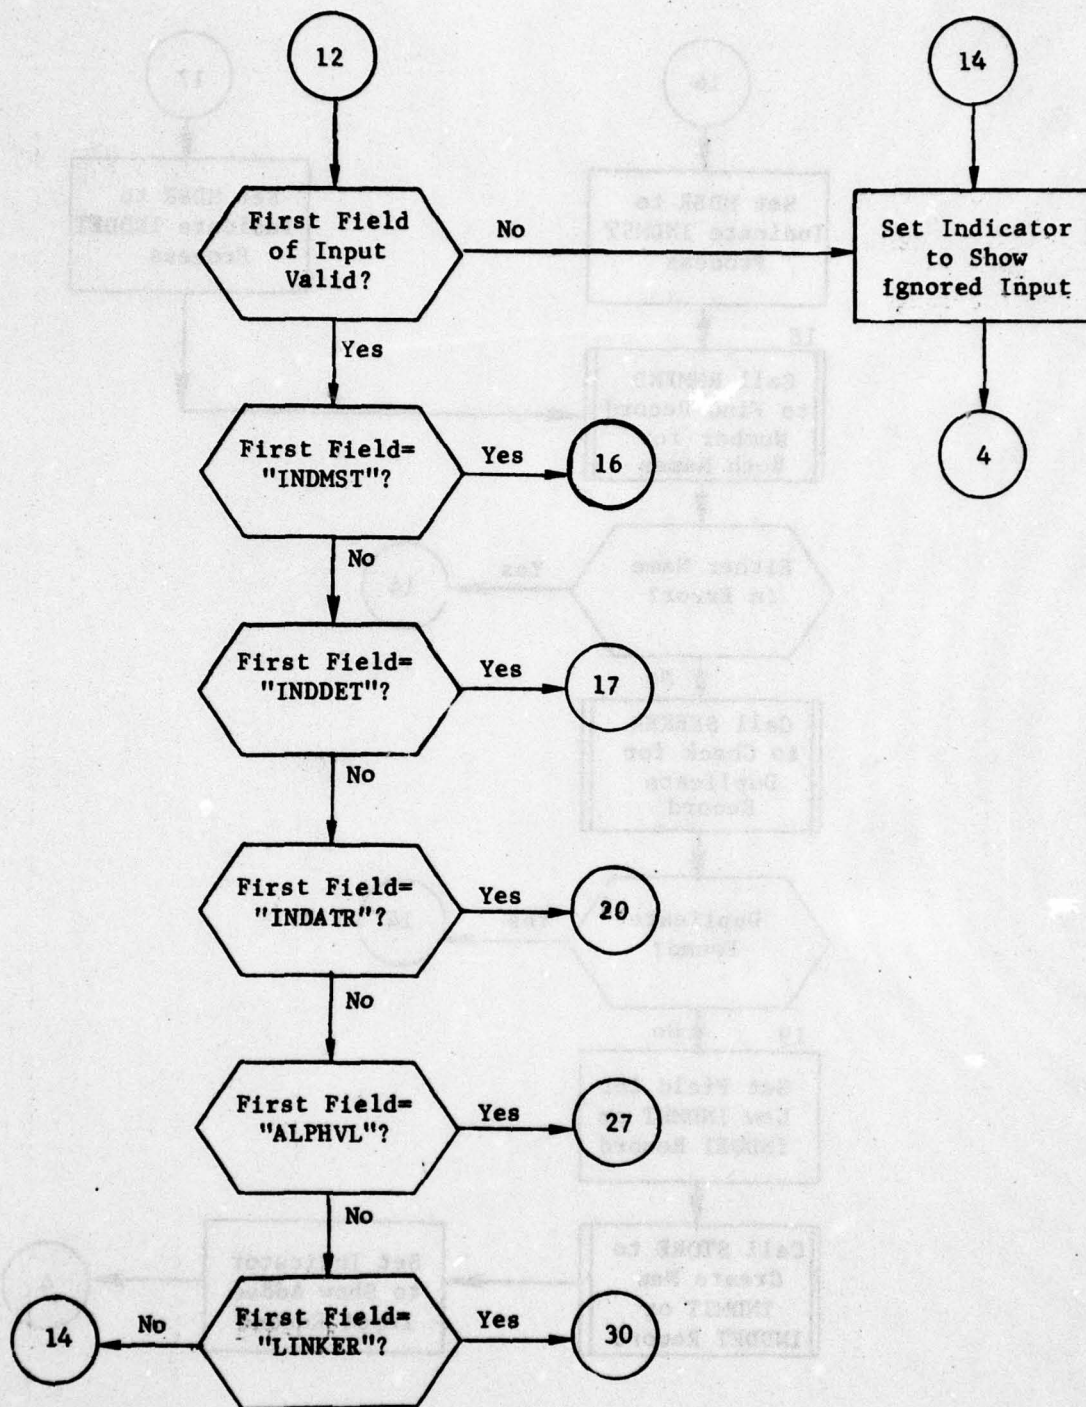 12
14
First Field
of Input
Valid?
No
Set Indicator
to Show
Ignored Input
Yes
4
First Field=
"INDMST"?
Yes
16
No
First Field=
"INDDET"?
Yes
17
No
First Field=
"INDATR"?
Yes
20
No
First Field=
"ALPHVL"?
Yes
27
No
First Field=
"LINKER"?
Yes
30
No
14